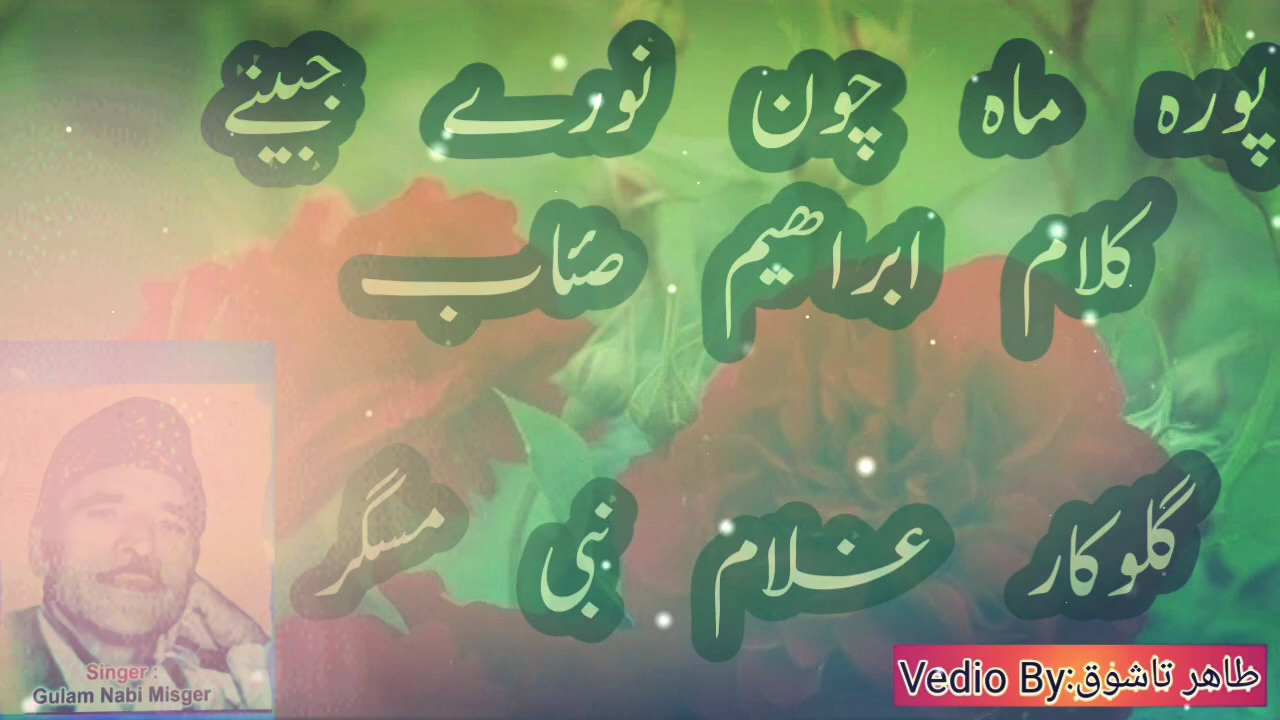 پورہ ماہ چون نورے جبینے
کلام ابراھیم صئاب
گلوکار غلام نبی مسگر
Singer :
Gulam Nabi Misger
Vedio By:طاھر تاشوق